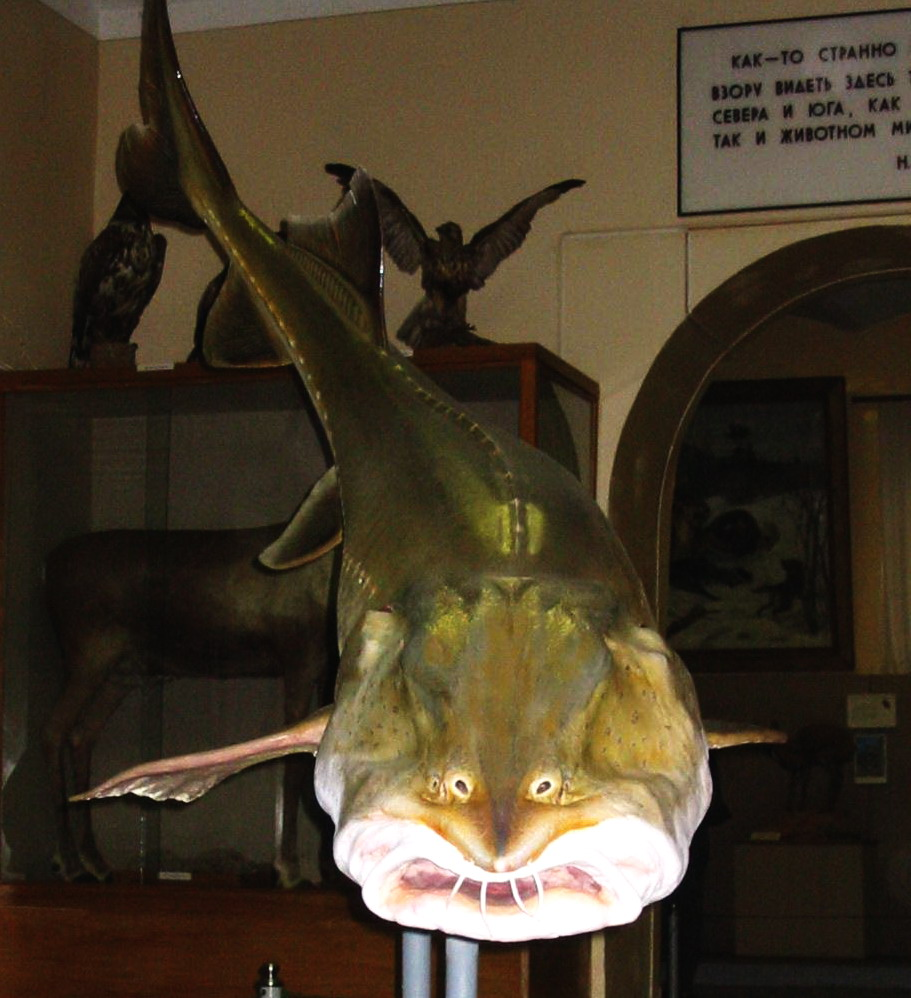 КАК—ТО СТРАННО
ВЗОРУ ВИДЕТЬ ЗДЕСЬ
СЕВЕРА И ЮГА, КАК
ТАК И ЖИВОТНОМ МИ
Н.